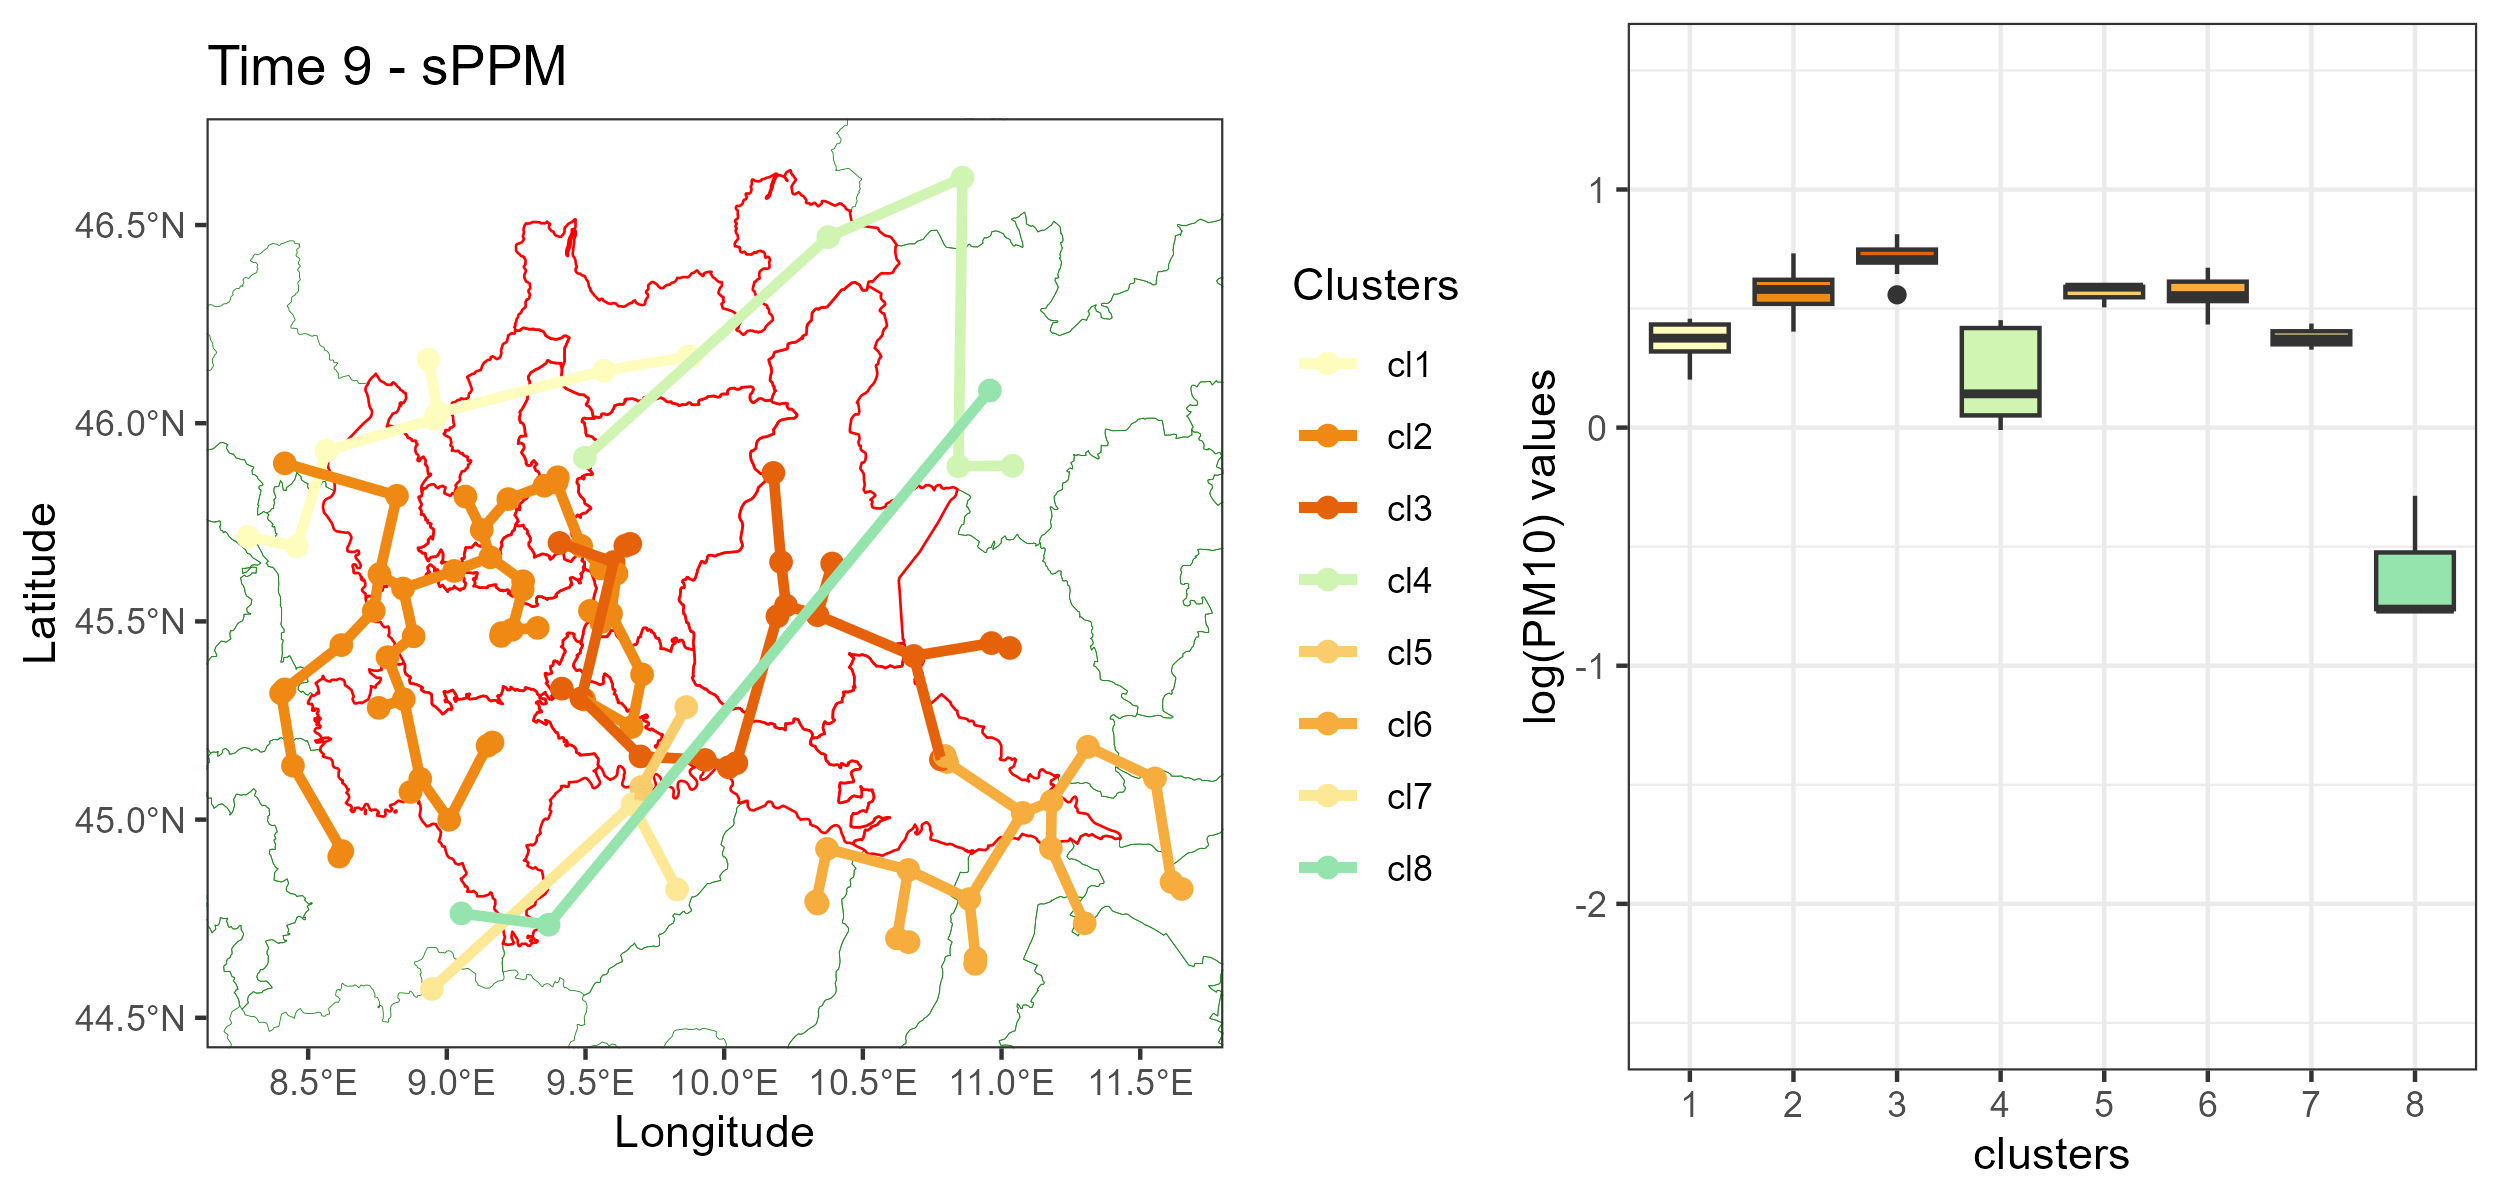 Time 9 - sPPM
Latitude
46.5°N
46.0°N
45.5°N
45.0°N
44.5°N
8.5°E 9.0°E 9.5°E 10.0°E 10.5°E 11.0°E 11.5°E
Longitude
Clusters
cl1
cl2
cl3
cl4
cl5
cl6
cl7
cl8
log(PM10) values
1
0
-1
-2
1 2 3 4 5 6 7 8
clusters